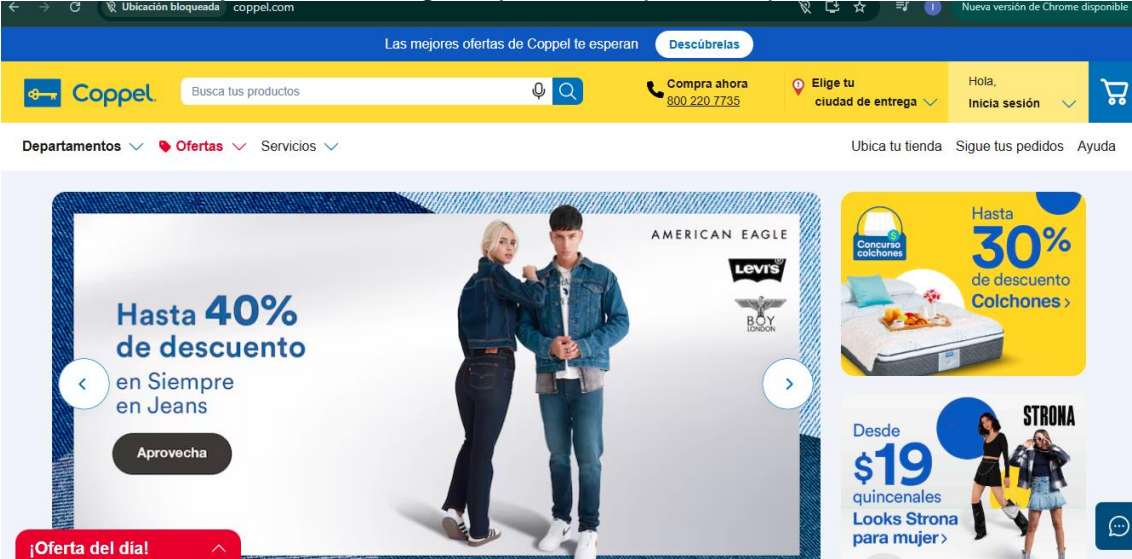 Ubicación bloqueada coppel.com
Nueva versión de Chrome disponible
Las mejores ofertas de Coppel te esperan Descúbrelas
Coppel
Busca tus productos
Compra ahora
800 220 7735
Elige tu
ciudad de entrega
Hola,
Inicia sesión
Departamentos Ofertas Servicios Ubica tu tienda Sigue tus pedidos Ayuda
Hasta 40%
de descuento
en Siempre
en Jeans
Aprovecha
AMERICAN EAGLE
LEVI'S
BOY
LONDON
Concurso
colchones
Hasta
30%
de descuento
Colchones >
STRONA
Desde
$19
quincenales
Looks Strona
para mujer>
¡Oferta del día!